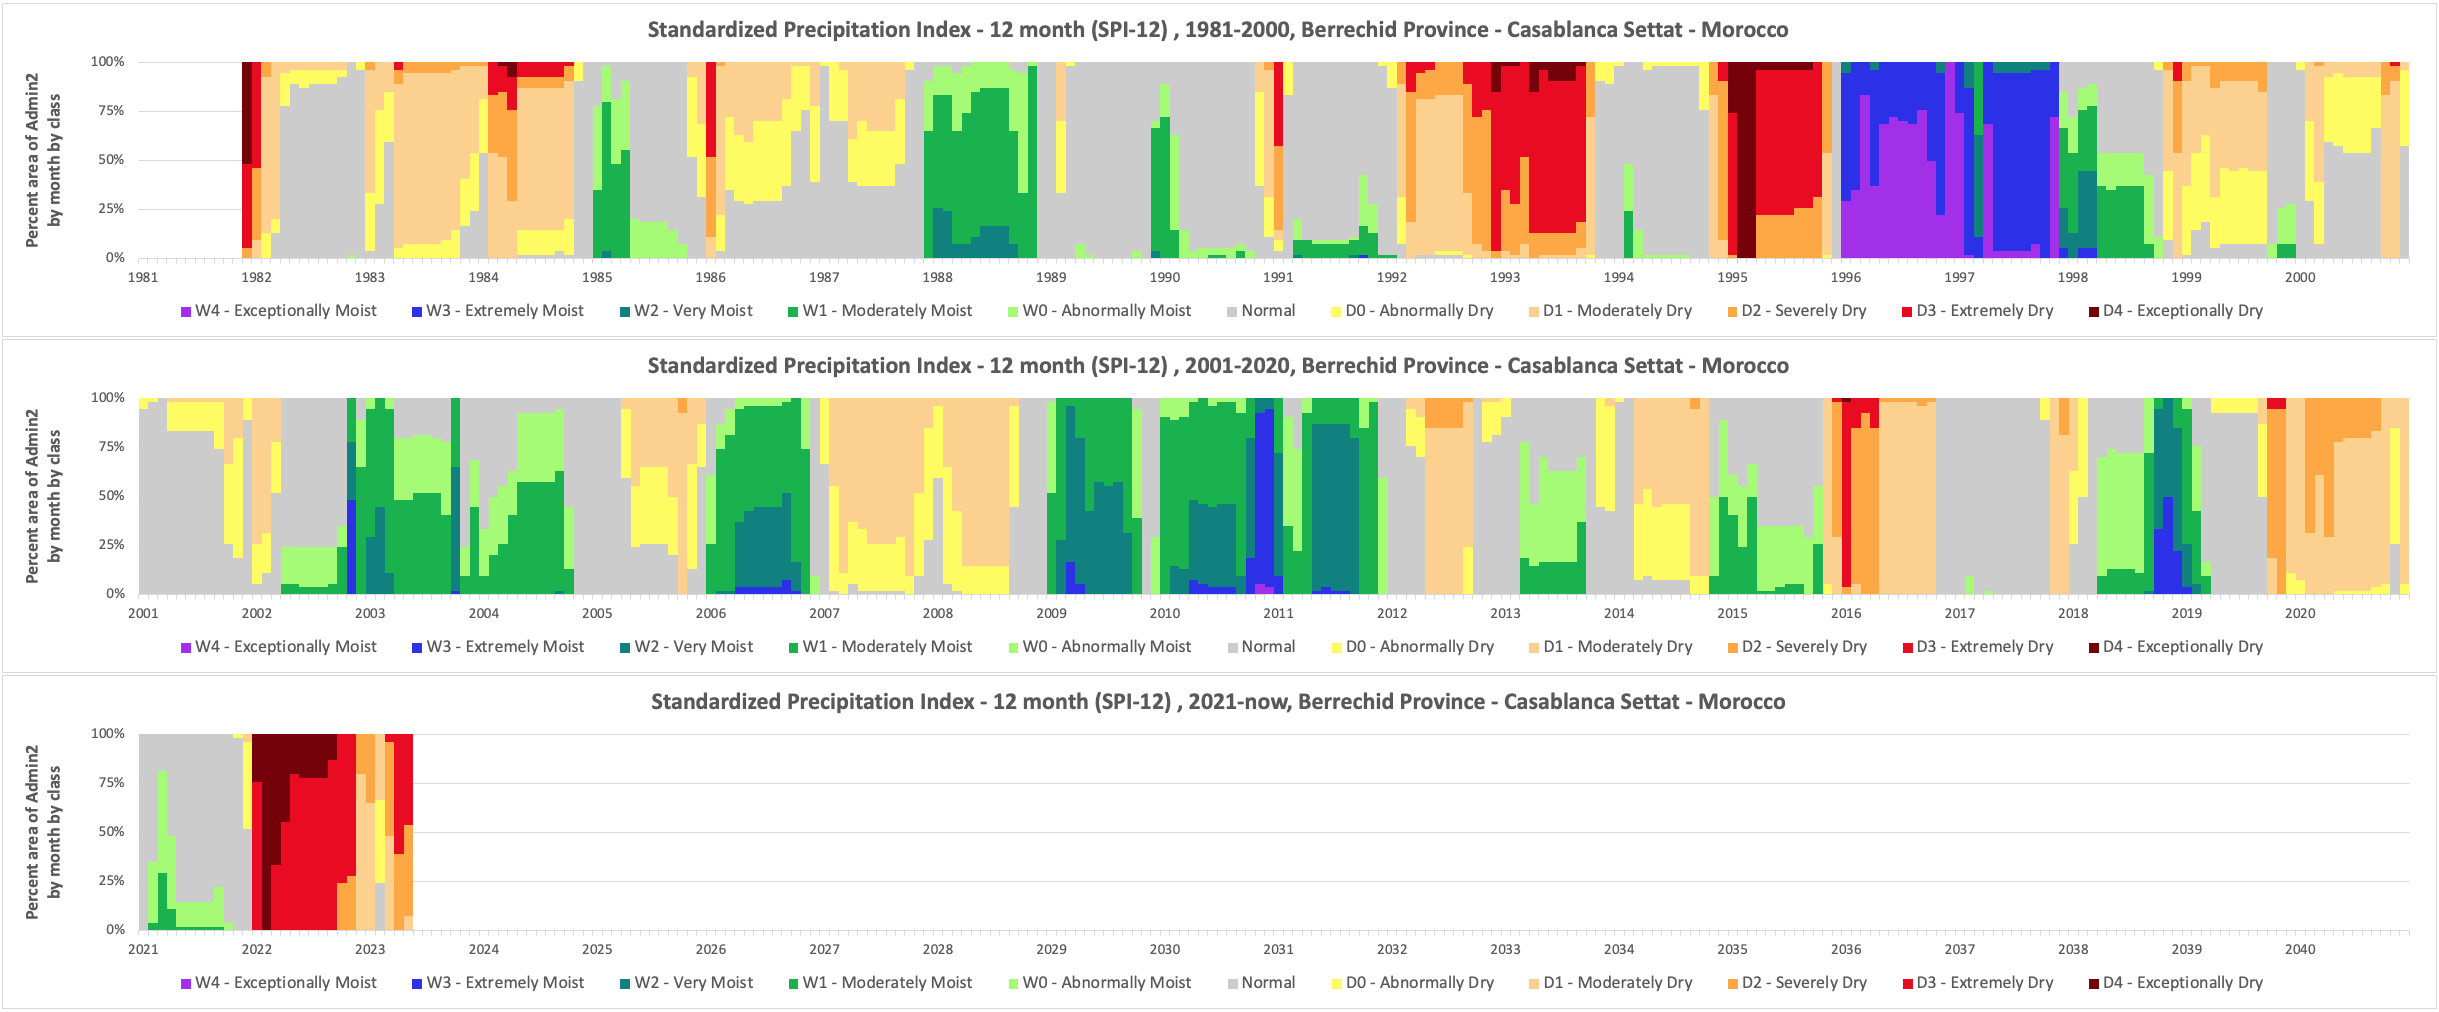 Standardized Precipitation Index - 12 month (SPI-12) , 1981-2000, Berrechid Province - Casablanca Settat - Morocco
Percent area of Admin2
by month by class
100%
75%
50%
25%
0%
1981 1982 1983 1984 1985 1986 1987 1988 1989 1990 1991 1992 1993 1994 1995 1996 1997 1998 1999 2000
W4 - Exceptionally Moist W3 - Extremely Moist W2 - Very Moist W1 - Moderately Moist W0 - Abnormally Moist Normal D0 - Abnormally Dry D1 - Moderately Dry D2 - Severely Dry D3 - Extremely Dry D4 - Exceptionally Dry
Standardized Precipitation Index - 12 month (SPI-12) , 2001-2020, Berrechid Province - Casablanca Settat - Morocco
Percent area of Admin2
by month by class
100%
75%
50%
25%
0%
2001 2002 2003 2004 2005 2006 2007 2008 2009 2010 2011 2012 2013 2014 2015 2016 2017 2018 2019 2020
W4 - Exceptionally Moist W3 - Extremely Moist W2 - Very Moist W1 - Moderately Moist W0 - Abnormally Moist Normal D0 - Abnormally Dry D1 - Moderately Dry D2 - Severely Dry D3 - Extremely Dry D4 - Exceptionally Dry
Standardized Precipitation Index - 12 month (SPI-12) , 2021-now, Berrechid Province - Casablanca Settat - Morocco
Percent area of Admin2
by month by class
100%
75%
50%
25%
0%
2021 2022 2023 2024 2025 2026 2027 2028 2029 2030 2031 2032 2033 2034 2035 2036 2037 2038 2039 2040
W4 - Exceptionally Moist W3 - Extremely Moist W2 - Very Moist W1 - Moderately Moist W0 - Abnormally Moist Normal D0 - Abnormally Dry D1 - Moderately Dry D2 - Severely Dry D3 - Extremely Dry D4 - Exceptionally Dry